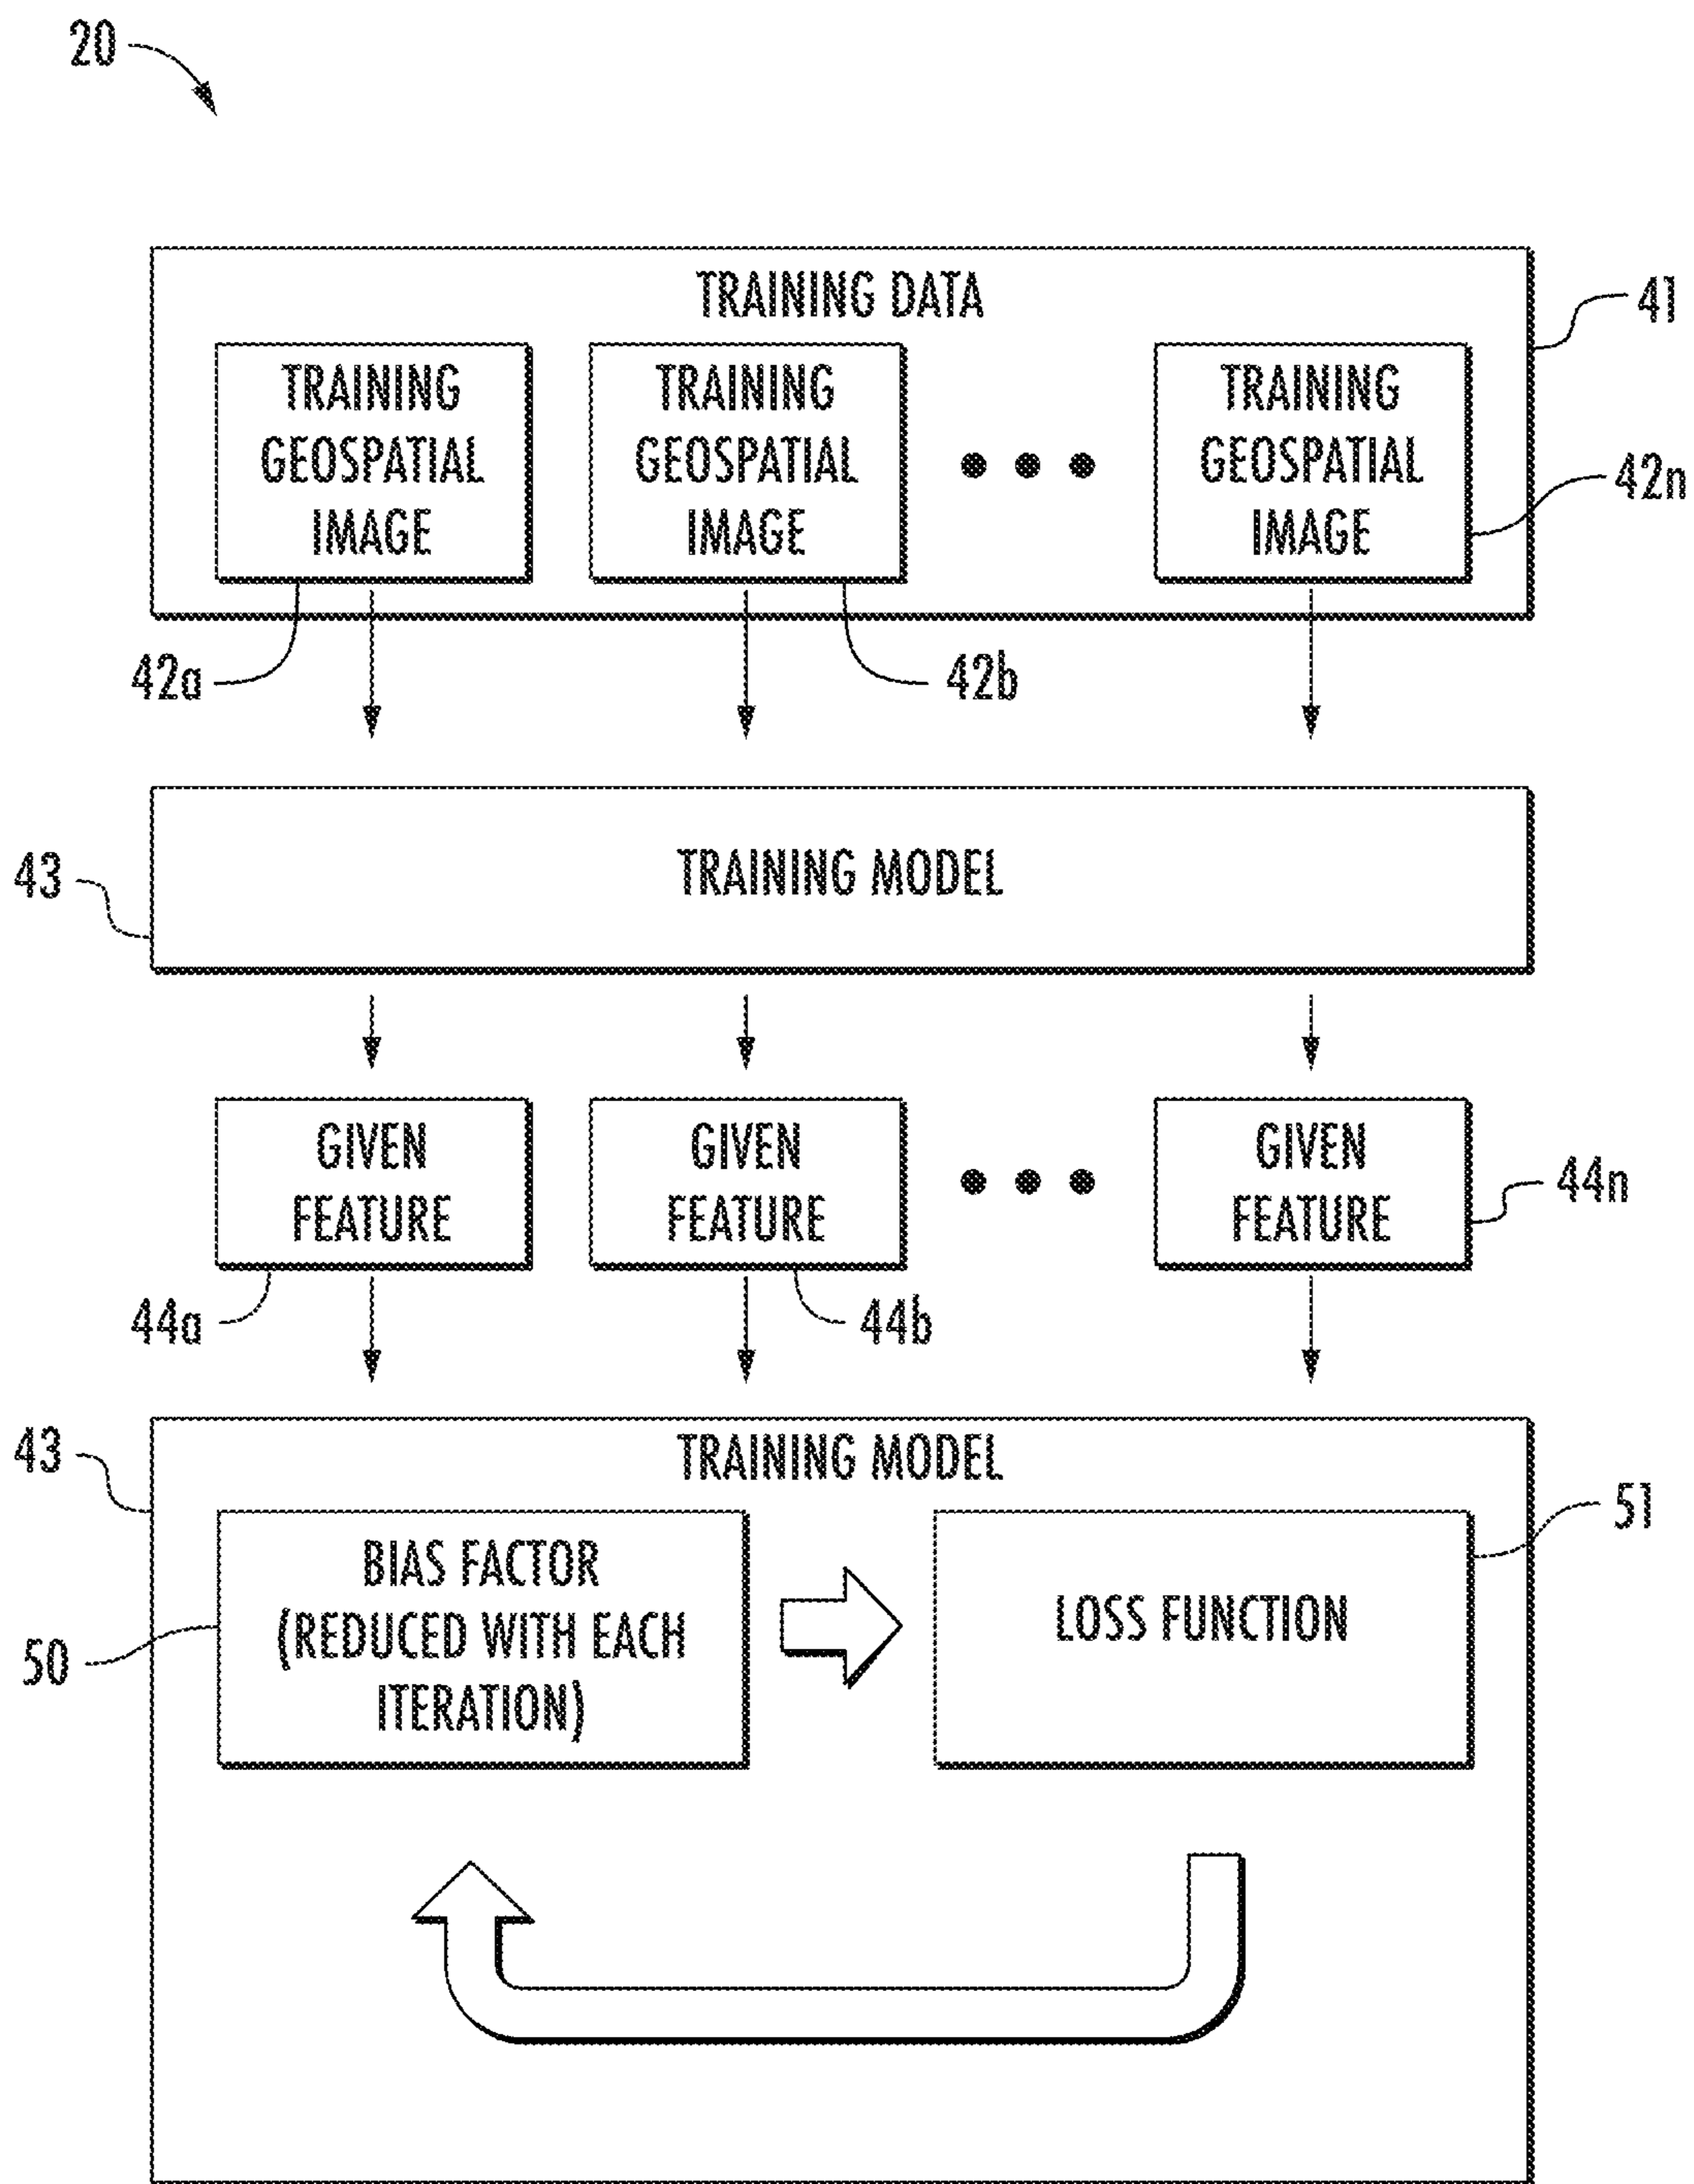 20
TRAINING DATA
41
TRAINING
GEOSPATIAL
IMAGE
TRAINING
GEOSPATIAL
IMAGE
TRAINING
GEOSPATIAL
IMAGE
42n
42a
42b
43
TRAINING MODEL
GIVEN
FEATURE
GIVEN
FEATURE
GIVEN
FEATURE
44n
44a
44b
43
TRAINING MODEL
51
BIAS FACTOR
(REDUCED WITH EACH
ITERATION)
50
LOSS FUNCTION